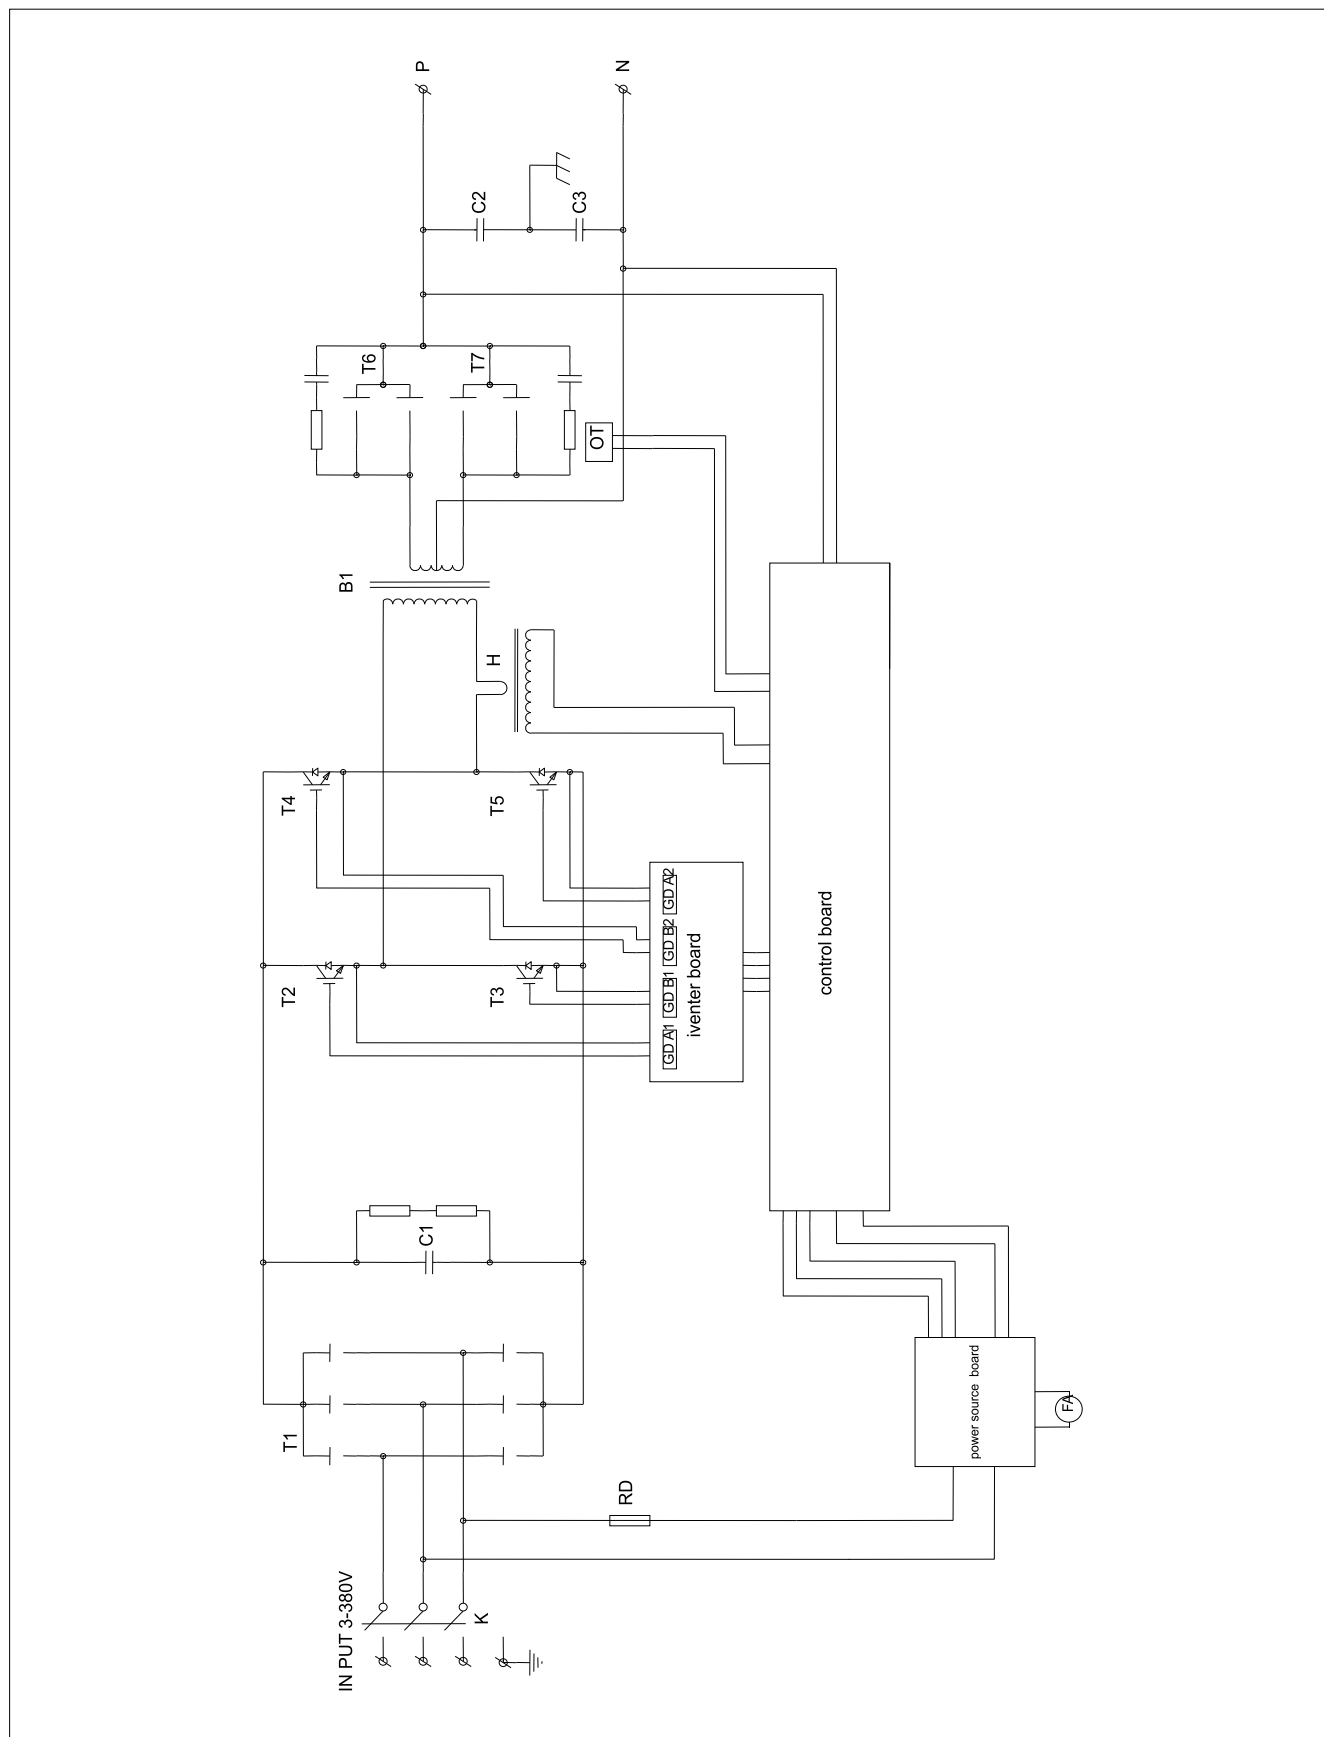 IN PUT 3-380V
K
RD
T1
C1
T2
T3
T4
T5
H
B1
T6
T7
OT
C2
C3
P
N
GD A1
GD B1
GD B2
GD A2
iventer board
control board
power source board
FA